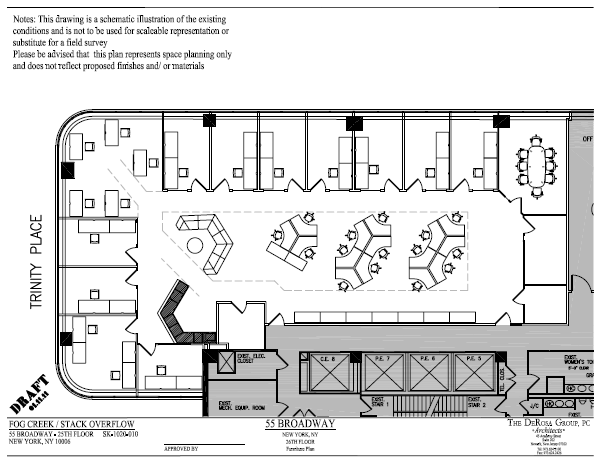 Notes: This drawing is a schematic illustration of the existing
conditions and is not to be used for scaleable representation or
substitute for a field survey
Please be advised that this plan represents space planning only
and does not reflect proposed finishes and/ or materials
OFF
TRINITY PLACE
EXIST. ELEC.
CLOSET
C.E. 8
P.E. 7
P.E. 6
P.E. 5
EXIST.
WOMEN'S TO
EXIST.
MECH. EQUIP. ROOM
EXIST.
STAIR 1
EXIST.
STAIR 2
TEL. CLOS.
J/C
EXIST.
DRAFT
FOG CREEK / STACK OVERFLOW
55 BROADWAY • 25TH FLOOR SK-1020-010
NEW YORK, NY 10006
APPROVED BY
55 BROADWAY
NEW YORK, NY
Furniture Plan
THE DEROSA GROUP, PC
Architects